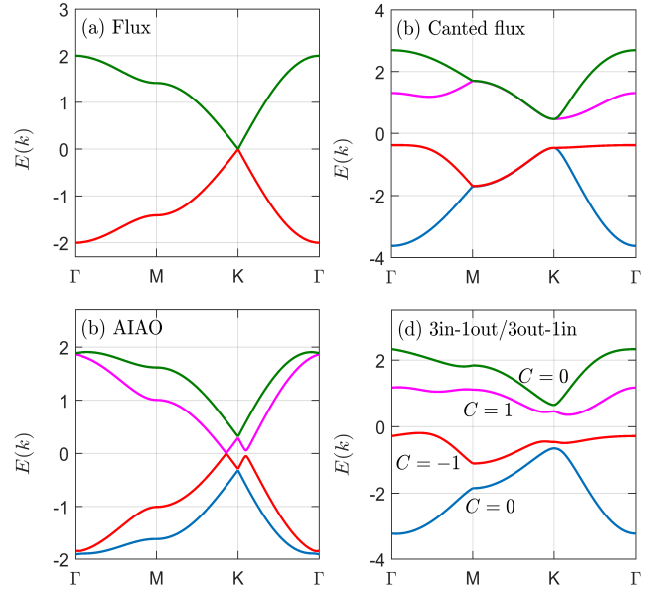 (a) Flux
3
2
1
0
-1
-2
E(k)
Γ
M
K
Γ
(b) Canted flux
4
2
0
-2
-4
E(k)
Γ
M
K
Γ
(b) AIAO
2
1
0
-1
-2
E(k)
Γ
M
K
Γ
(d) 3in-1out/3out-1in
4
2
0
-2
-4
E(k)
C = 0
C = 1
C = −1
C = 0
Γ
M
K
Γ